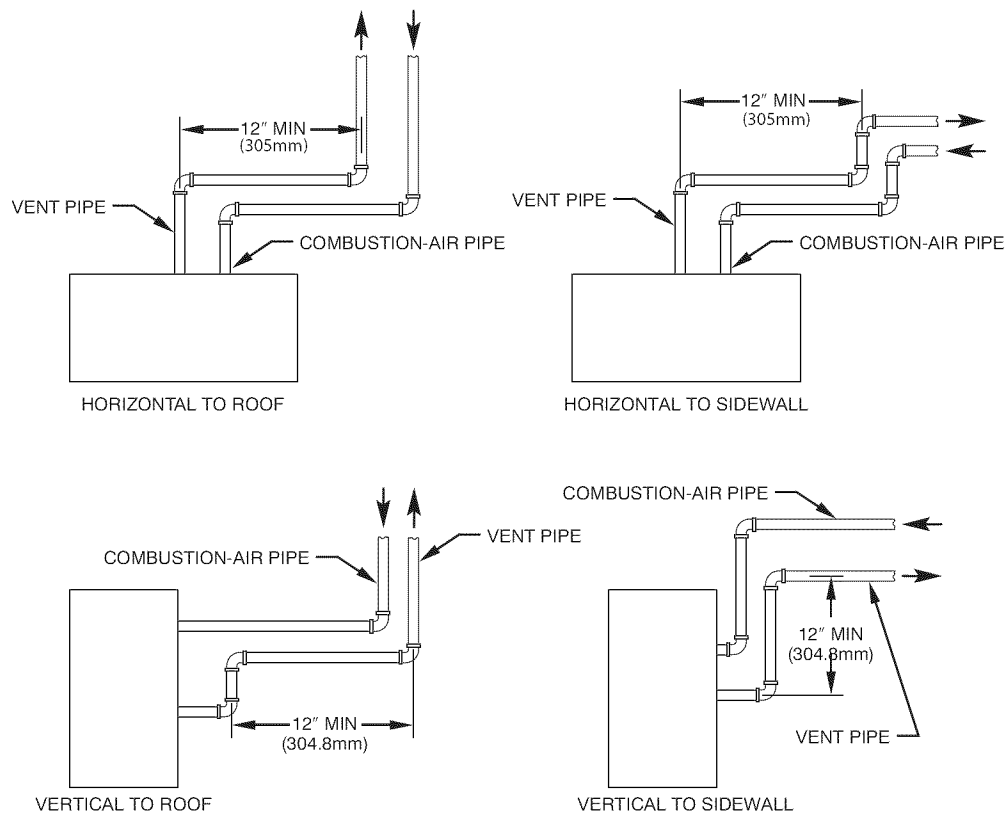 12″ MIN
(305mm)
VENT PIPE
COMBUSTION-AIR PIPE
HORIZONTAL TO ROOF
12″ MIN
(305mm)
VENT PIPE
COMBUSTION-AIR PIPE
HORIZONTAL TO SIDEWALL
COMBUSTION-AIR PIPE
VENT PIPE
12″ MIN
(304.8mm)
VERTICAL TO ROOF
COMBUSTION-AIR PIPE
12″ MIN
(304.8mm)
VENT PIPE
VERTICAL TO SIDEWALL